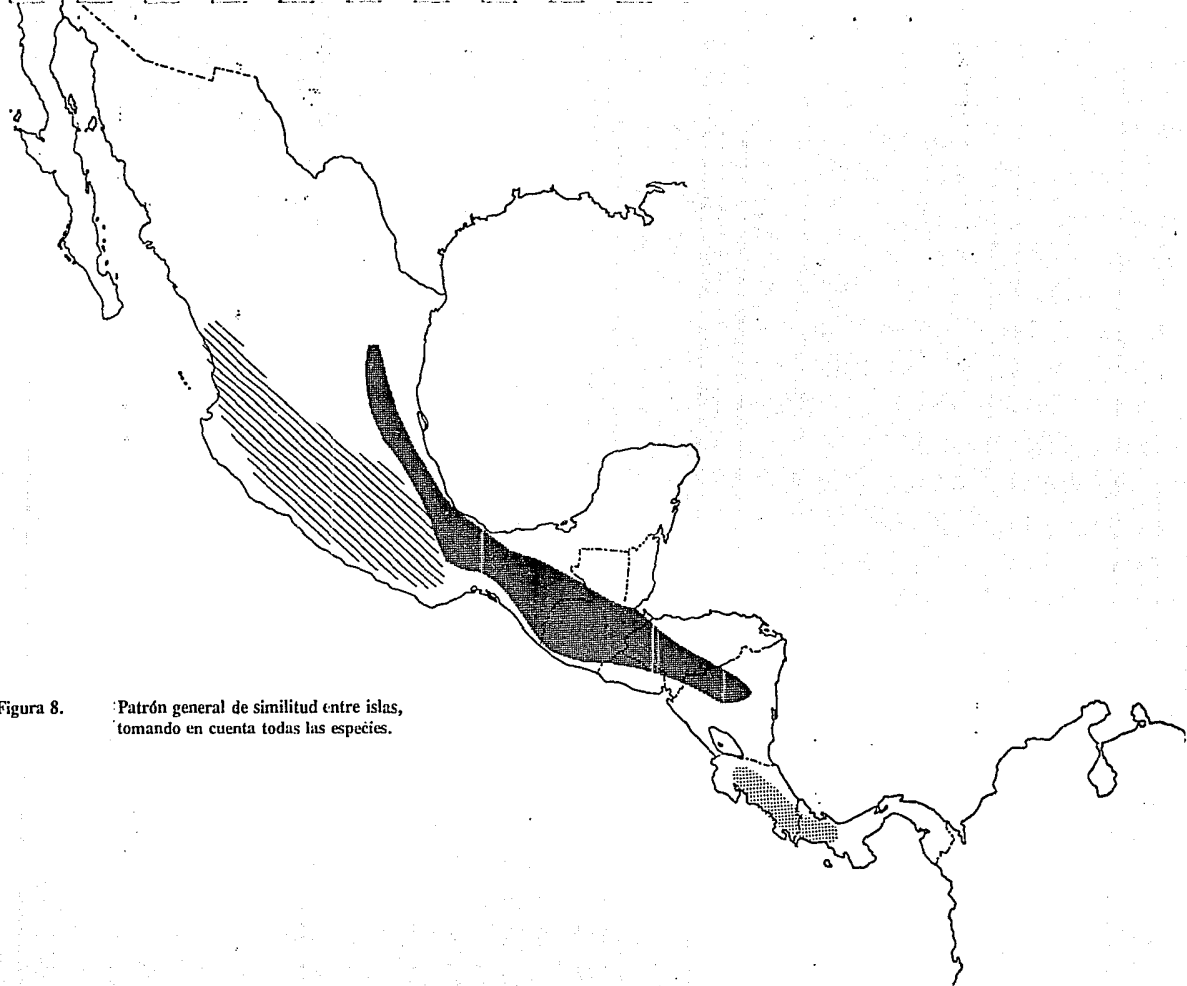 Figura 8. Patrón general de similitud entre islas,
tomando en cuenta todas las especies.